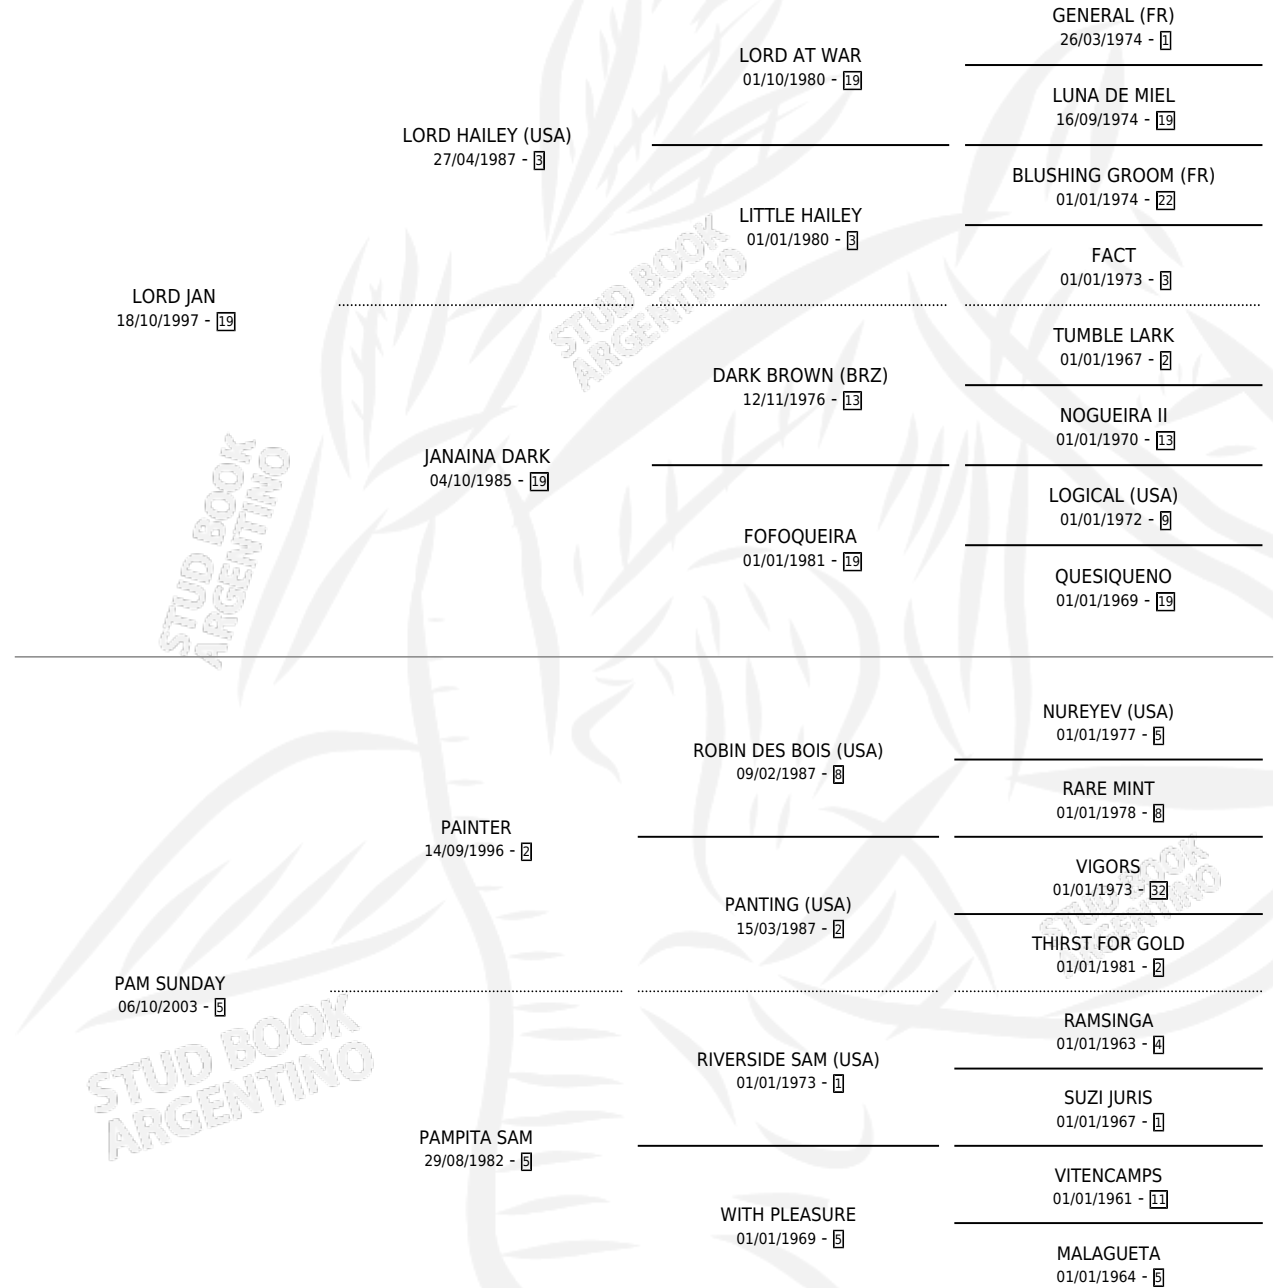 GENERAL (FR)
26/03/1974 - 1
LORD AT WAR
01/10/1980 - 19
LUNA DE MIEL
16/09/1974 - 19
LORD HAILEY (USA)
27/04/1987 - 3
BLUSHING GROOM (FR)
01/01/1974 - 22
LITTLE HAILEY
01/01/1980 - 3
FACT
01/01/1973 - 3
LORD JAN
18/10/1997 - 19
STUD BOOK
ARGENTINO
TUMBLE LARK
01/01/1967 - 2
DARK BROWN (BRZ)
12/11/1976 - 13
NOGUEIRA II
01/01/1970 - 13
JANAINA DARK
04/10/1985 - 19
LOGICAL (USA)
01/01/1972 - 9
FOFOQUEIRA
01/01/1981 - 19
QUESIQUENO
01/01/1969 - 19
STUD BOOK
ARGENTINO
NUREYEV (USA)
01/01/1977 - 5
ROBIN DES BOIS (USA)
09/02/1987 - 8
RARE MINT
01/01/1978 - 8
PAINTER
14/09/1996 - 2
VIGORS
01/01/1973 - 32
PANTING (USA)
15/03/1987 - 2
STUD BOOK
ARGENTINO
THIRST FOR GOLD
01/01/1981 - 2
PAM SUNDAY
06/10/2003 - 5
RAMSINGA
01/01/1963 - 4
RIVERSIDE SAM (USA)
01/01/1973 - 1
STUD BOOK
ARGENTINO
SUZI JURIS
01/01/1967 - 1
PAMPITA SAM
29/08/1982 - 5
VITENCAMPS
01/01/1961 - 11
WITH PLEASURE
01/01/1969 - 5
MALAGUETA
01/01/1964 - 5